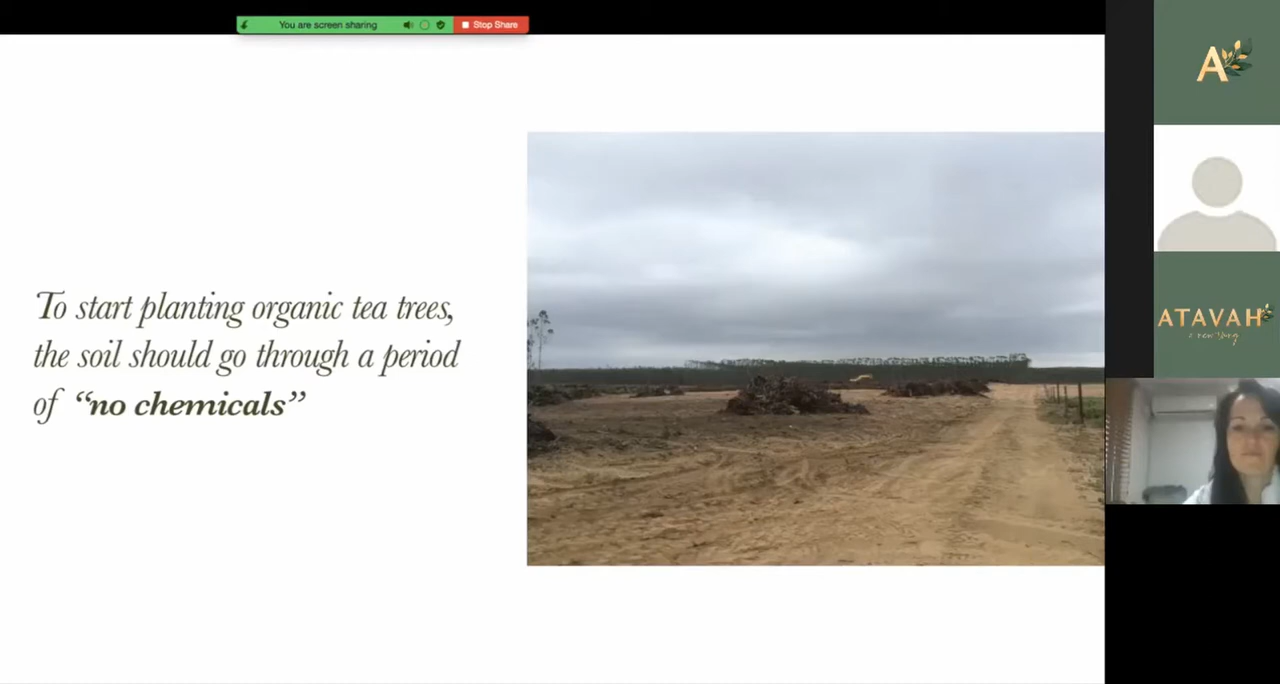 You are screen sharing
Stop Share
A
To start planting organic tea trees,
the soil should go through a period
of “no chemicals”
ATAVAH